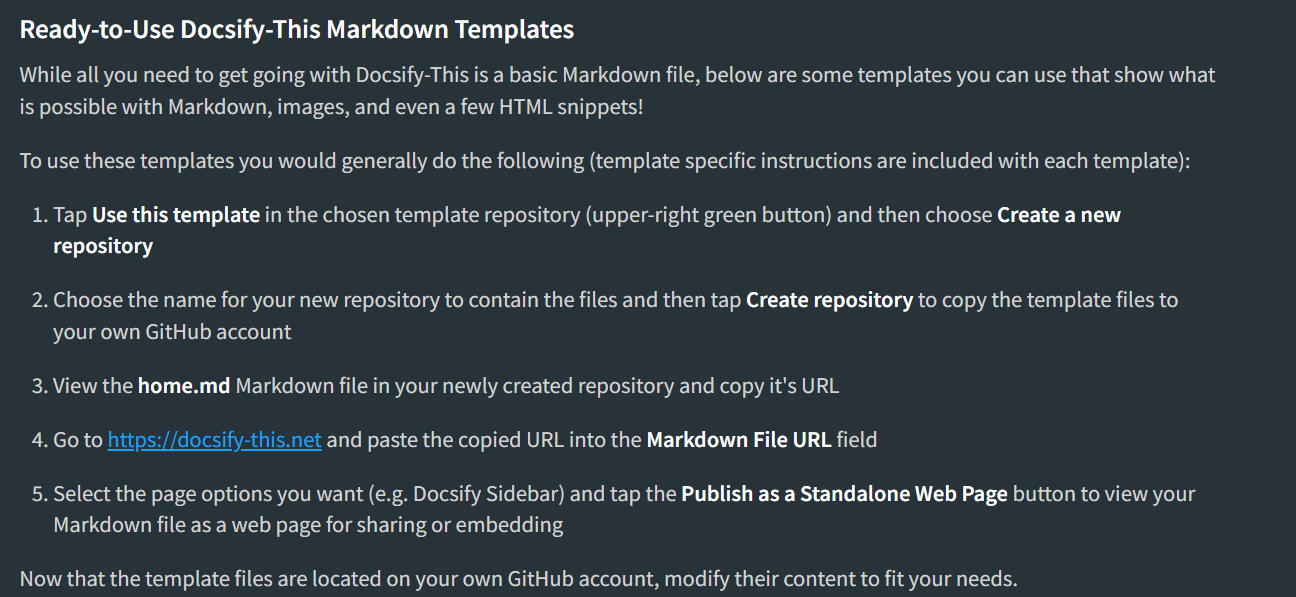 Ready-to-Use Docsify-This Markdown Templates
While all you need to get going with Docsify-This is a basic Markdown file, below are some templates you can use that show what
is possible with Markdown, images, and even a few HTML snippets!
To use these templates you would generally do the following (template specific instructions are included with each template):
1. Tap Use this template in the chosen template repository (upper-right green button) and then choose Create a new
repository
2. Choose the name for your new repository to contain the files and then tap Create repository to copy the template files to
your own GitHub account
3. View the home.md Markdown file in your newly created repository and copy it's URL
4. Go to https://docsify-this.net and paste the copied URL into the Markdown File URL field
5. Select the page options you want (e.g. Docsify Sidebar) and tap the Publish as a Standalone Web Page button to view your
Markdown file as a web page for sharing or embedding
Now that the template files are located on your own GitHub account, modify their content to fit your needs.